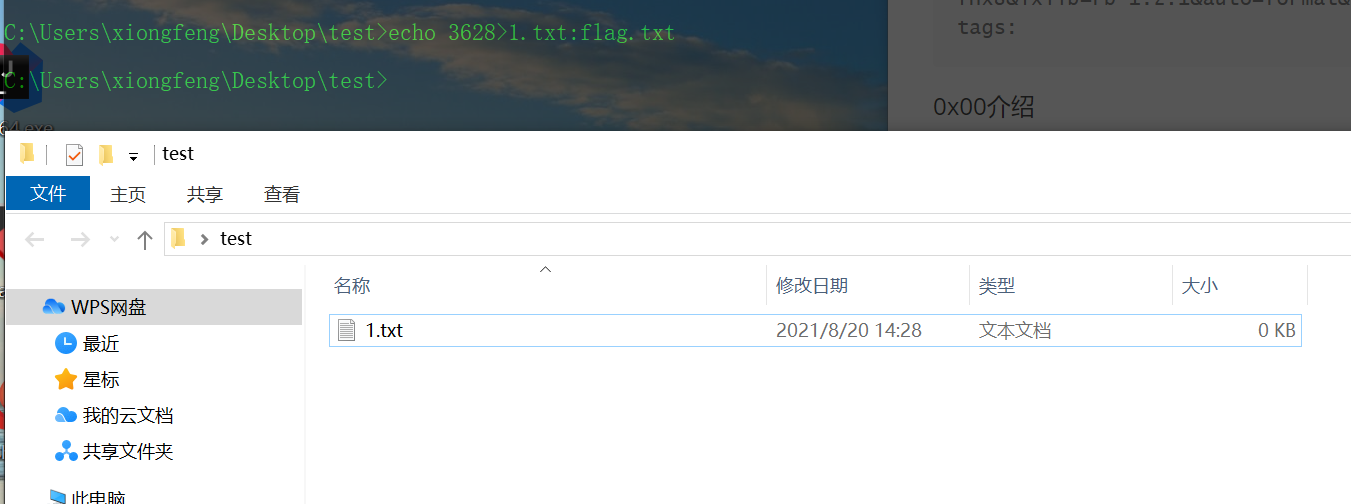 C:\Users\xiongfeng\Desktop\test>echo 3628>1.txt:flag.txt
C:\Users\xiongfeng\Desktop\test>
tags:
0x00介绍
64.exe
test
文件 主页 共享 查看
test
名称 修改日期 类型 大小
WPS网盘
1.txt 2021/8/20 14:28 文本文档 0 KB
最近
星标
我的云文档
共享文件夹
此电脑